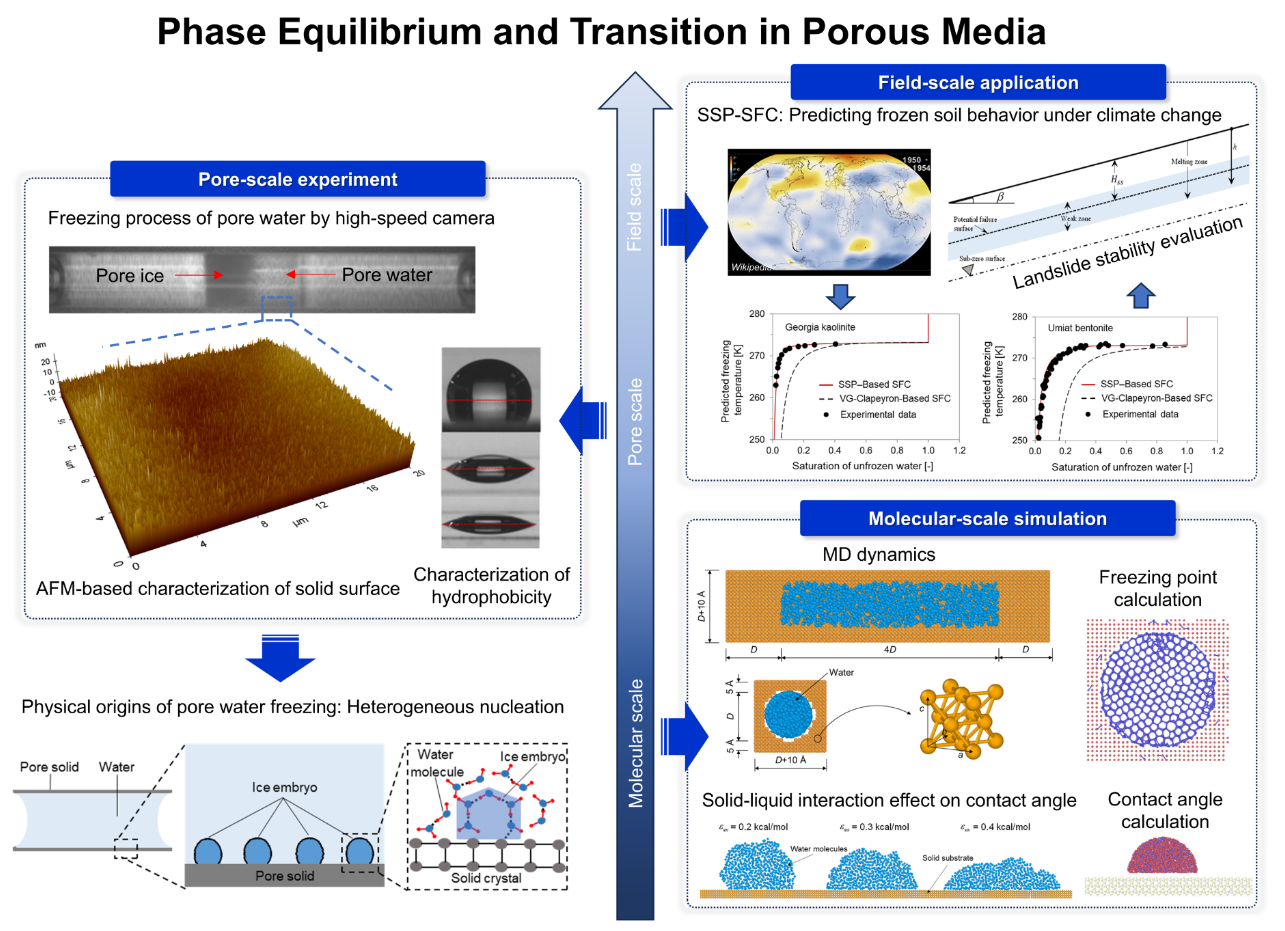 Phase Equilibrium and Transition in Porous Media
Pore-scale experiment
Freezing process of pore water by high-speed camera
Pore ice
Pore water
nm
20
10
0
-10
12
8
4
0
µm
0
4
8
µm
12
16
20
AFM-based characterization of solid surface
Characterization of
hydrophobicity
Physical origins of pore water freezing: Heterogeneous nucleation
Pore solid
Water
Ice embryo
Pore solid
Water
molecule
Ice embryo
Solid crystal
Field scale
Pore scale
Molecular scale
Field-scale application
SSP-SFC: Predicting frozen soil behavior under climate change
1950 -
1954
Wikipedia
β
H
Melting zone
h
Potential failure
surface
Weak zone
Sub-zero surface
Landslide stability evaluation
Predicted freezing
temperature [K]
280
270
260
250
Georgia kaolinite
SSP–Based SFC
VG-Clapeyron-Based SFC
Experimental data
0.0 0.2 0.4 0.6 0.8 1.0 1.2
Saturation of unfrozen water [-]
Predicted freezing
temperature [K]
280
270
260
250
Umiat bentonite
SSP–Based SFC
VG-Clapeyron-Based SFC
Experimental data
0.0 0.2 0.4 0.6 0.8 1.0 1.2
Saturation of unfrozen water [-]
Molecular-scale simulation
MD dynamics
D+10 Å
D
4D
D
Water
5 Å
D
5 Å
D+10 Å
c
a
Freezing point
calculation
Solid-liquid interaction effect on contact angle
= 0.2 kcal/mol
= 0.3 kcal/mol
= 0.4 kcal/mol
Water molecules
Solid substrate
Contact angle
calculation